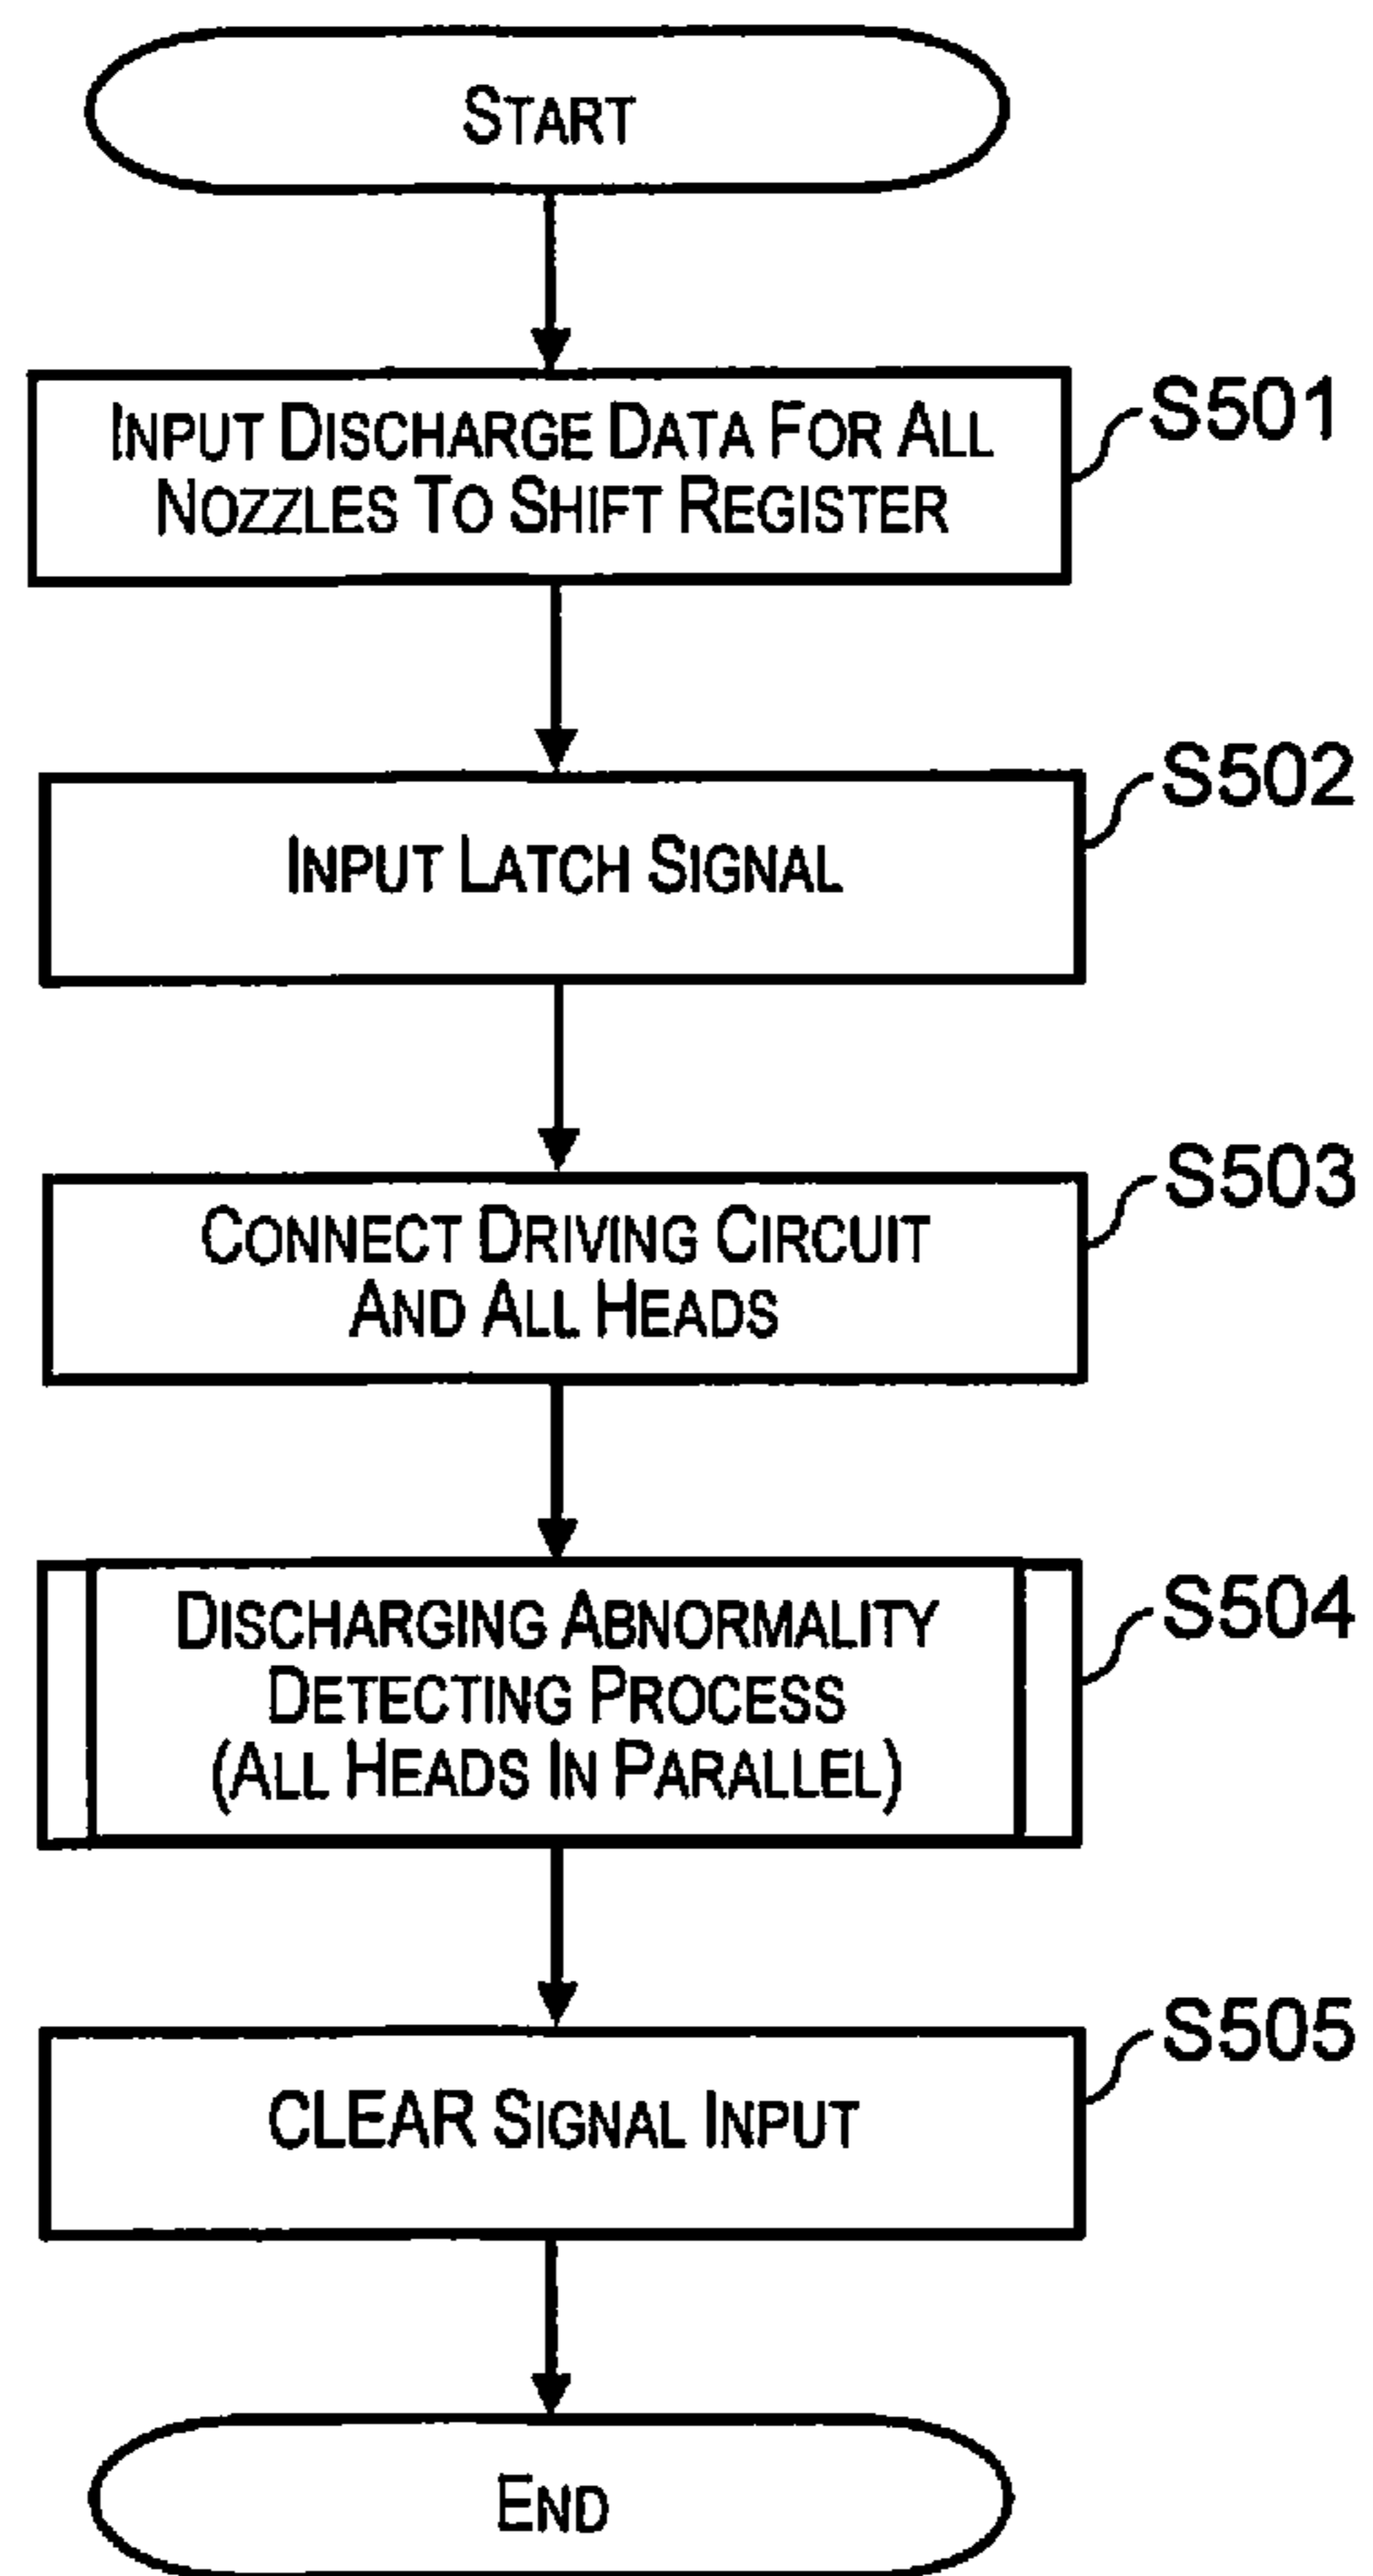 START
INPUT DISCHARGE DATA FOR ALL
NOZZLES TO SHIFT REGISTER
S501
INPUT LATCH SIGNAL
S502
CONNECT DRIVING CIRCUIT
AND ALL HEADS
S503
DISCHARGING ABNORMALITY
DETECTING PROCESS
(ALL HEADS IN PARALLEL)
S504
CLEAR SIGNAL INPUT
S505
END